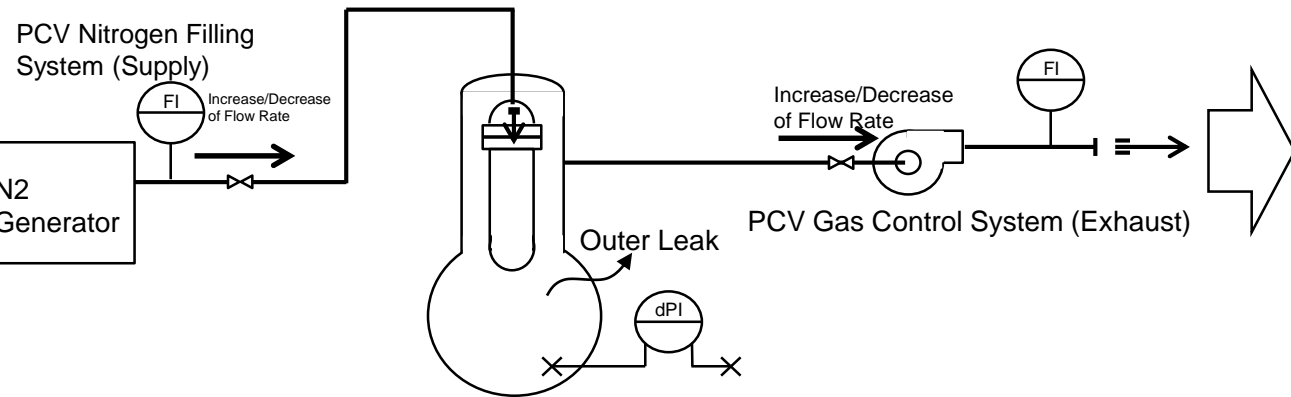 PCV Nitrogen Filling
System (Supply)
FI
Increase/Decrease
of Flow Rate
N2
Generator
Outer Leak
dPI
Increase/Decrease
of Flow Rate
FI
PCV Gas Control System (Exhaust)